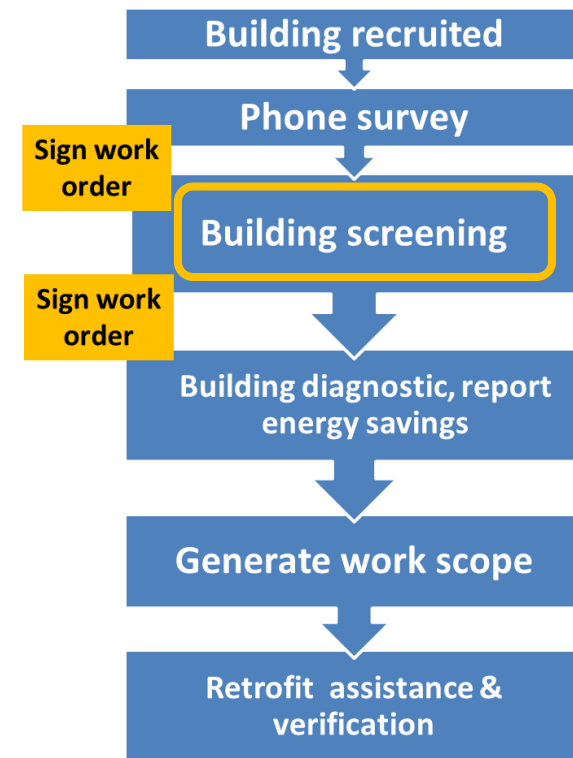 Building recruited
Phone survey
Sign work
order
Building screening
Sign work
order
Building diagnostic, report
energy savings
Generate work scope
Retrofit assistance &
verification